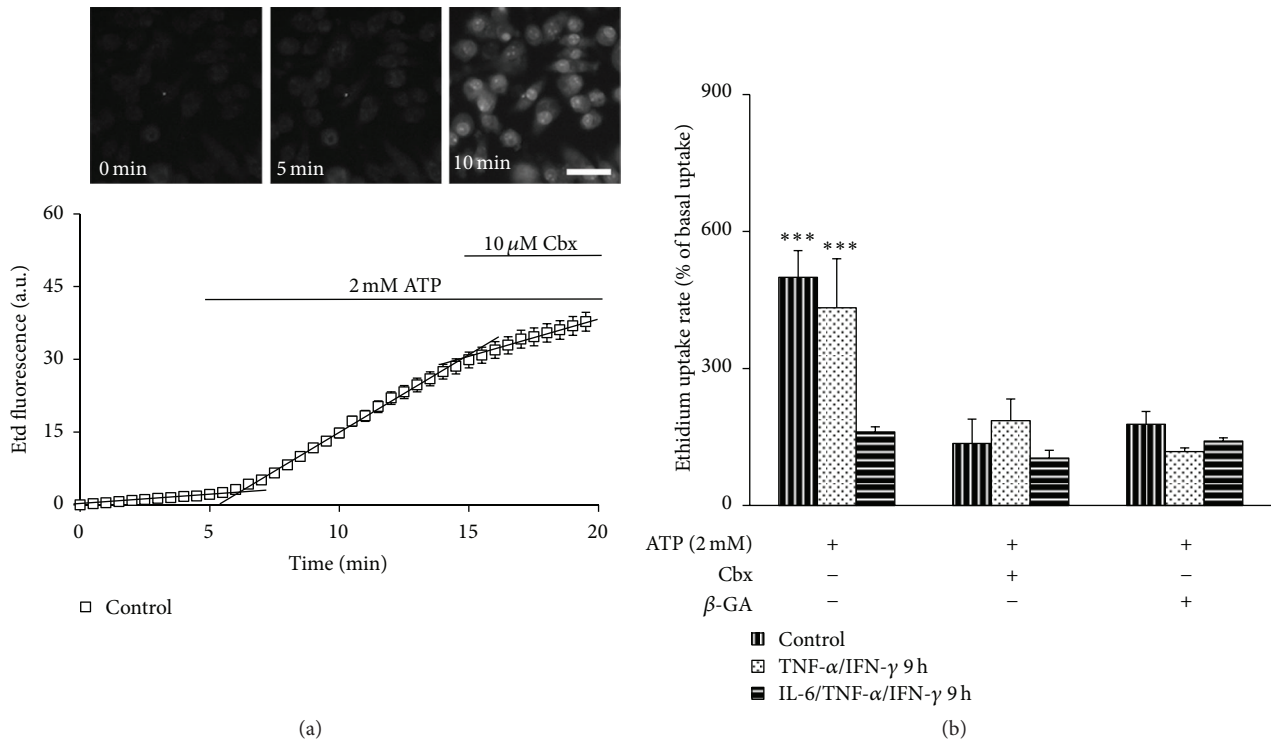 0 min
5 min
10 min
60
45
30
15
0
Etd fluorescence (a.u.)
10 μM Cbx
2 mM ATP
0 5 10 15 20
Time (min)
Control
(a)
900
600
300
0
Ethidium uptake rate (% of basal uptake)
*** ***
ATP (2 mM) + + +
Cbx − + −
β-GA − − +
Control
TNF-α/IFN-γ 9 h
IL-6/TNF-α/IFN-γ 9 h
(b)